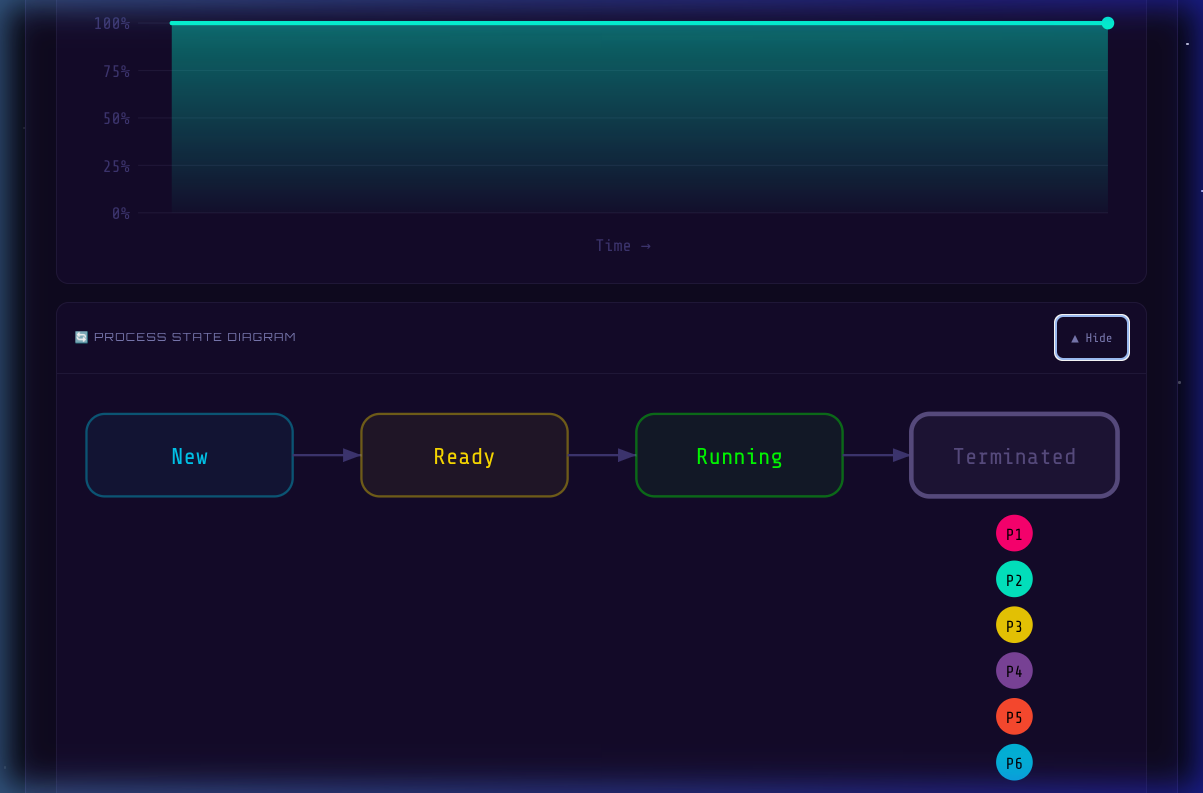 100%
75%
50%
25%
0%
Time →
PROCESS STATE DIAGRAM
▲ Hide
New
Ready
Running
Terminated
P1
P2
P3
P4
P5
P6